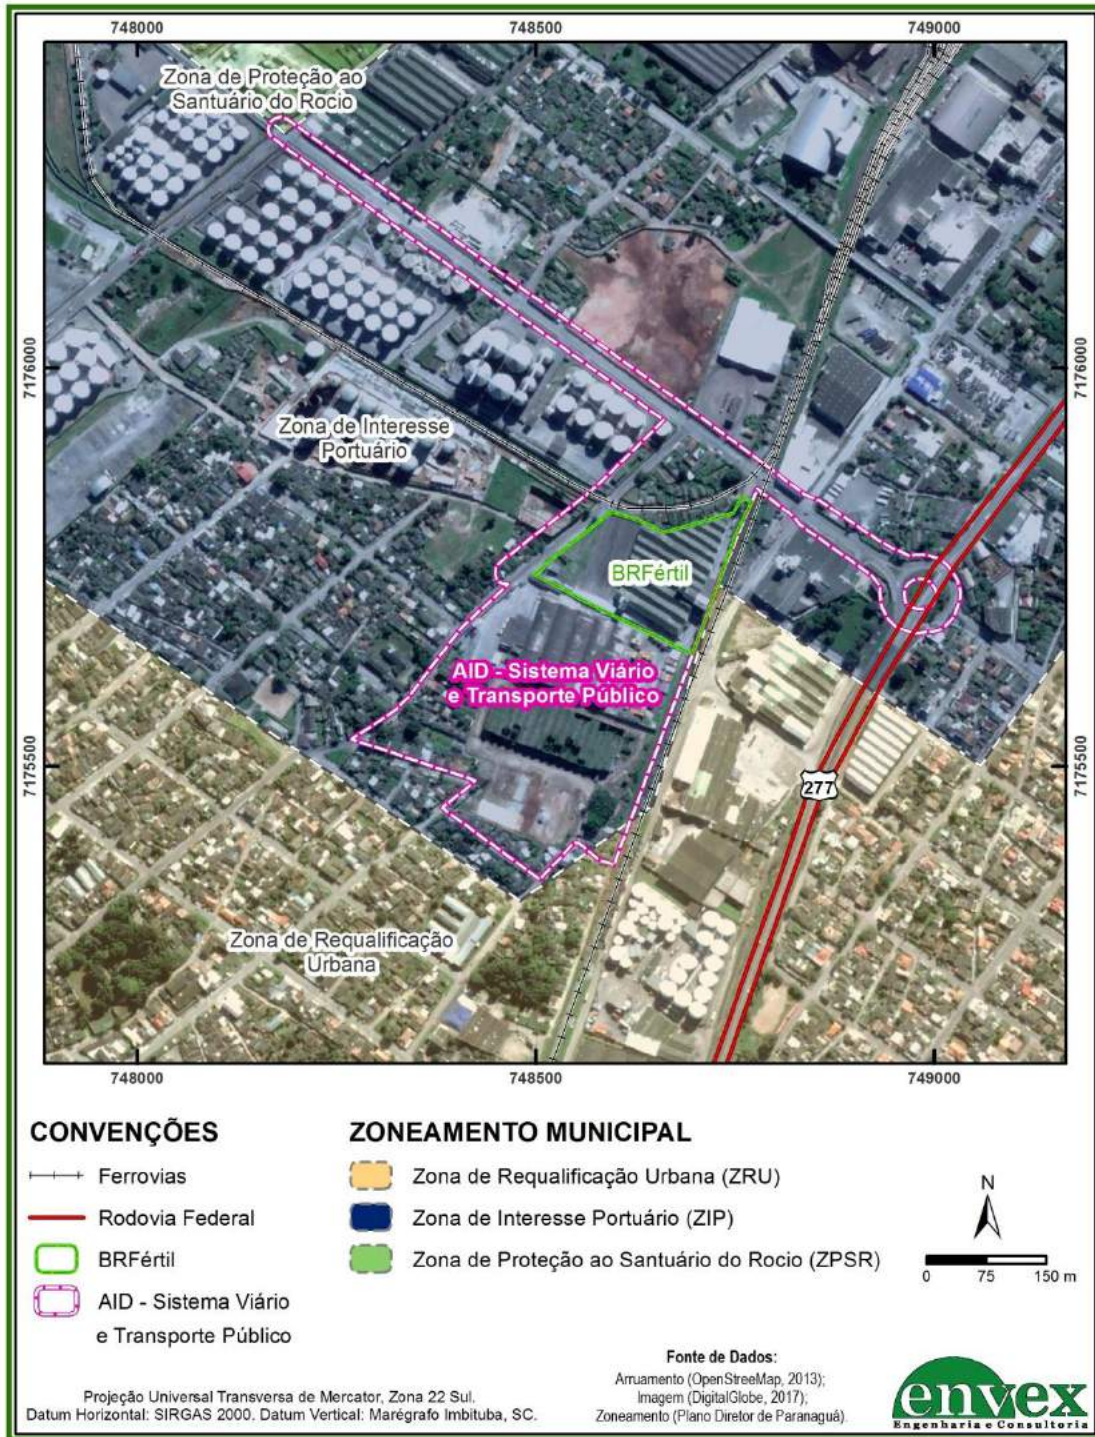 748000
748500
749000
Zona de Proteção ao
Santuário do Rocio
7176000
7176000
Zona de Interesse
Portuário
BRFértil
AID - Sistema Viário
e Transporte Público
7175500
7175500
277
Zona de Requalificação
Urbana
748000
748500
749000
CONVENÇÕES
Ferrovias
Rodovia Federal
BRFértil
AID - Sistema Viário
e Transporte Público
ZONEAMENTO MUNICIPAL
Zona de Requalificação Urbana (ZRU)
Zona de Interesse Portuário (ZIP)
Zona de Proteção ao Santuário do Rocio (ZPSR)
N
0 75 150 m
Projeção Universal Transversa de Mercator, Zona 22 Sul.
Datum Horizontal: SIRGAS 2000. Datum Vertical: Marégrafo Imbituba, SC.
Fonte de Dados:
Arruamento (OpenStreeMap, 2013);
Imagem (DigitalGlobe, 2017);
Zoneamento (Plano Diretor de Paranaguá).
envex
Engenharia e Consultoria